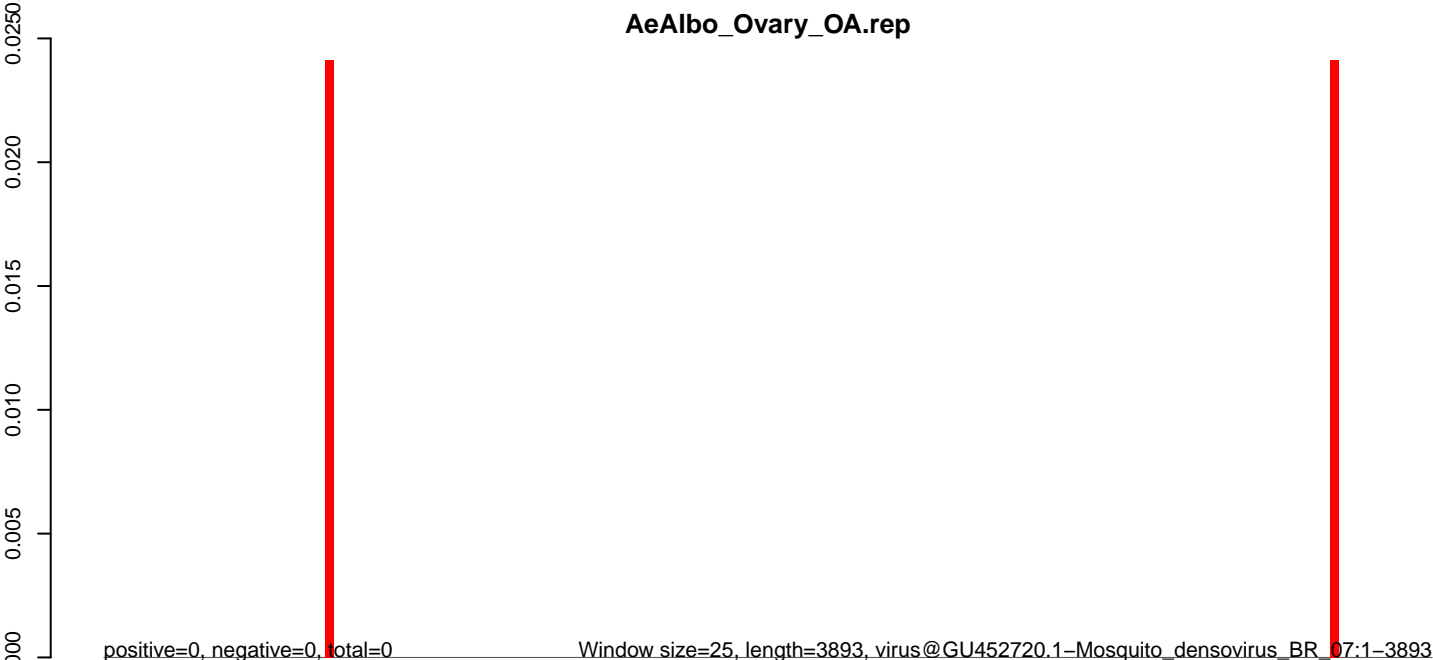 AeAlbo_Ovary_OA.rep
0.0250
0.020
0.015
0.010
0.005
000
positive=0, negative=0, total=0
Window size=25, length=3893, virus@GU452720.1−Mosquito_densovirus_BR_07:1−3893